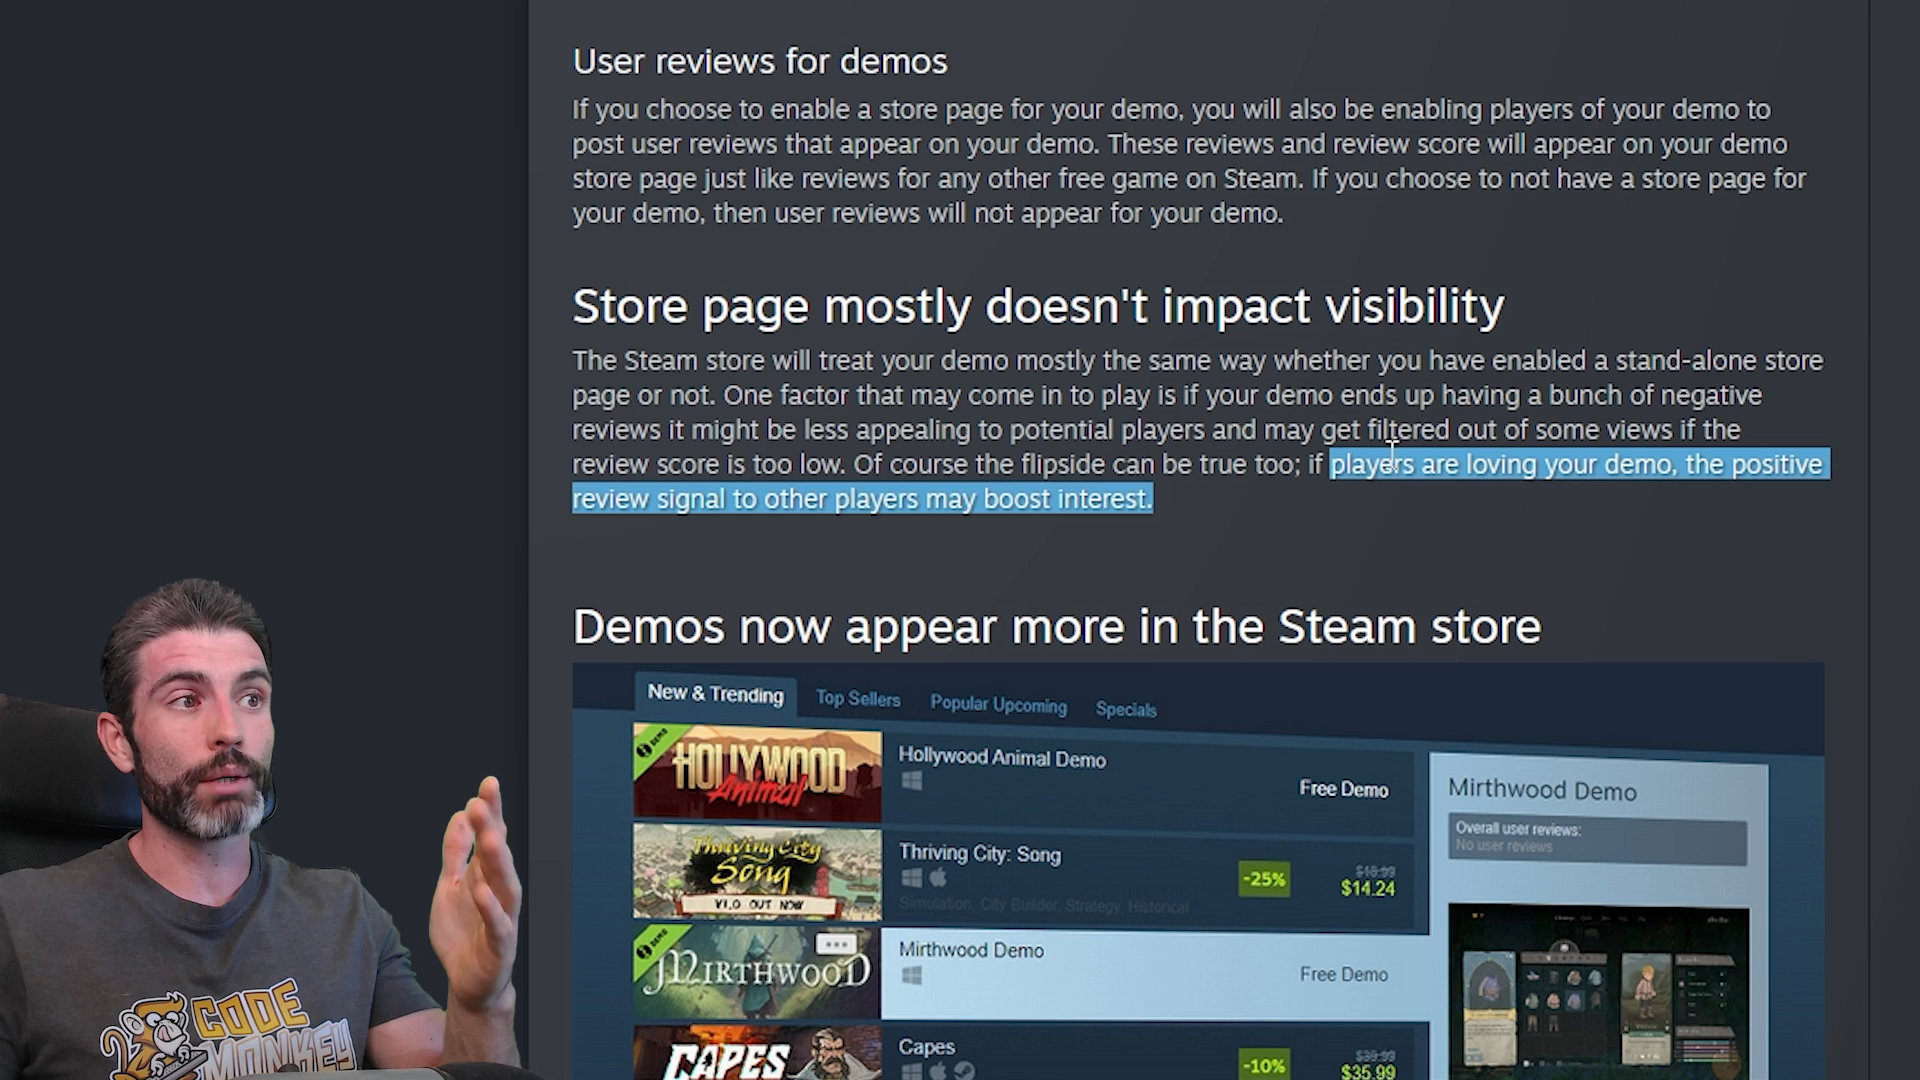 User reviews for demos
If you choose to enable a store page for your demo, you will also be enabling players of your demo to
post user reviews that appear on your demo. These reviews and review score will appear on your demo
store page just like reviews for any other free game on Steam. If you choose to not have a store page for
your demo, then user reviews will not appear for your demo.
Store page mostly doesn't impact visibility
The Steam store will treat your demo mostly the same way whether you have enabled a stand-alone store
page or not. One factor that may come in to play is if your demo ends up having a bunch of negative
reviews it might be less appealing to potential players and may get filtered out of some views if the
review score is too low. Of course the flipside can be true too; if players are loving your demo, the positive
review signal to other players may boost interest.
Demos now appear more in the Steam store
New & Trending
Top Sellers
Popular Upcoming
Specials
DEMO
HOLLYWOOD
Animal
Hollywood Animal Demo
Free Demo
Thriving City
Song
V1.0 OUT NOW
Thriving City: Song
-25%
$18.99
$14.24
Simulation, City Builder, Strategy, Historical
DEMO
MIRTHWOOD
Mirthwood Demo
Free Demo
CAPES
Capes
-10%
$39.99
$35.99
Mirthwood Demo
Overall user reviews:
No user reviews
CODE
MONKEY